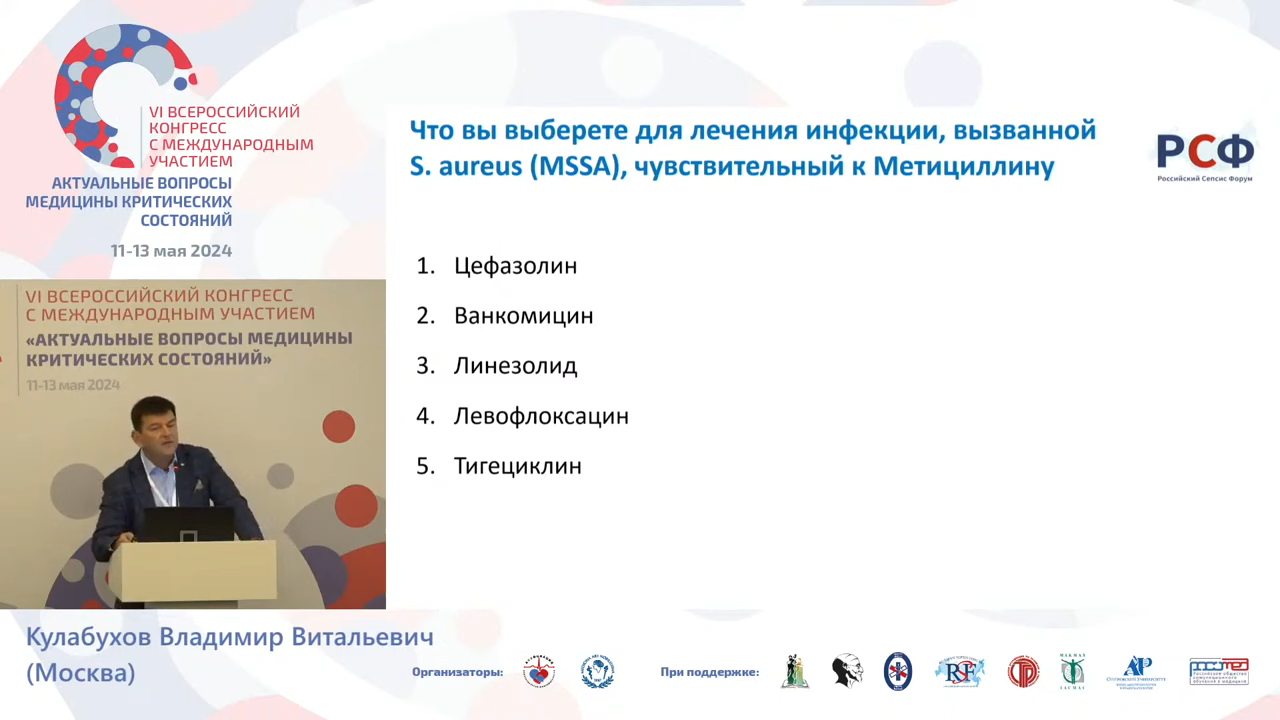 VI ВСЕРОССИЙСКИЙ
КОНГРЕСС
С МЕЖДУНАРОДНЫМ
УЧАСТИЕМ
АКТУАЛЬНЫЕ ВОПРОСЫ
МЕДИЦИНЫ КРИТИЧЕСКИХ
СОСТОЯНИЙ
11-13 мая 2024
Что вы выберете для лечения инфекции, вызванной
S. aureus (MSSA), чувствительный к Метициллину
РСФ
Российский Сепсис Форум
1. Цефазолин
2. Ванкомицин
3. Линезолид
4. Левофлоксацин
5. Тигециклин
VI ВСЕРОССИЙСКИЙ КОНГРЕСС
С МЕЖДУНАРОДНЫМ УЧАСТИЕМ
«АКТУАЛЬНЫЕ ВОПРОСЫ МЕДИЦИНЫ
КРИТИЧЕСКИХ СОСТОЯНИЙ»
11-13 мая 2024
Кулабухов Владимир Витальевич
(Москва)
Организаторы:
При поддержке: